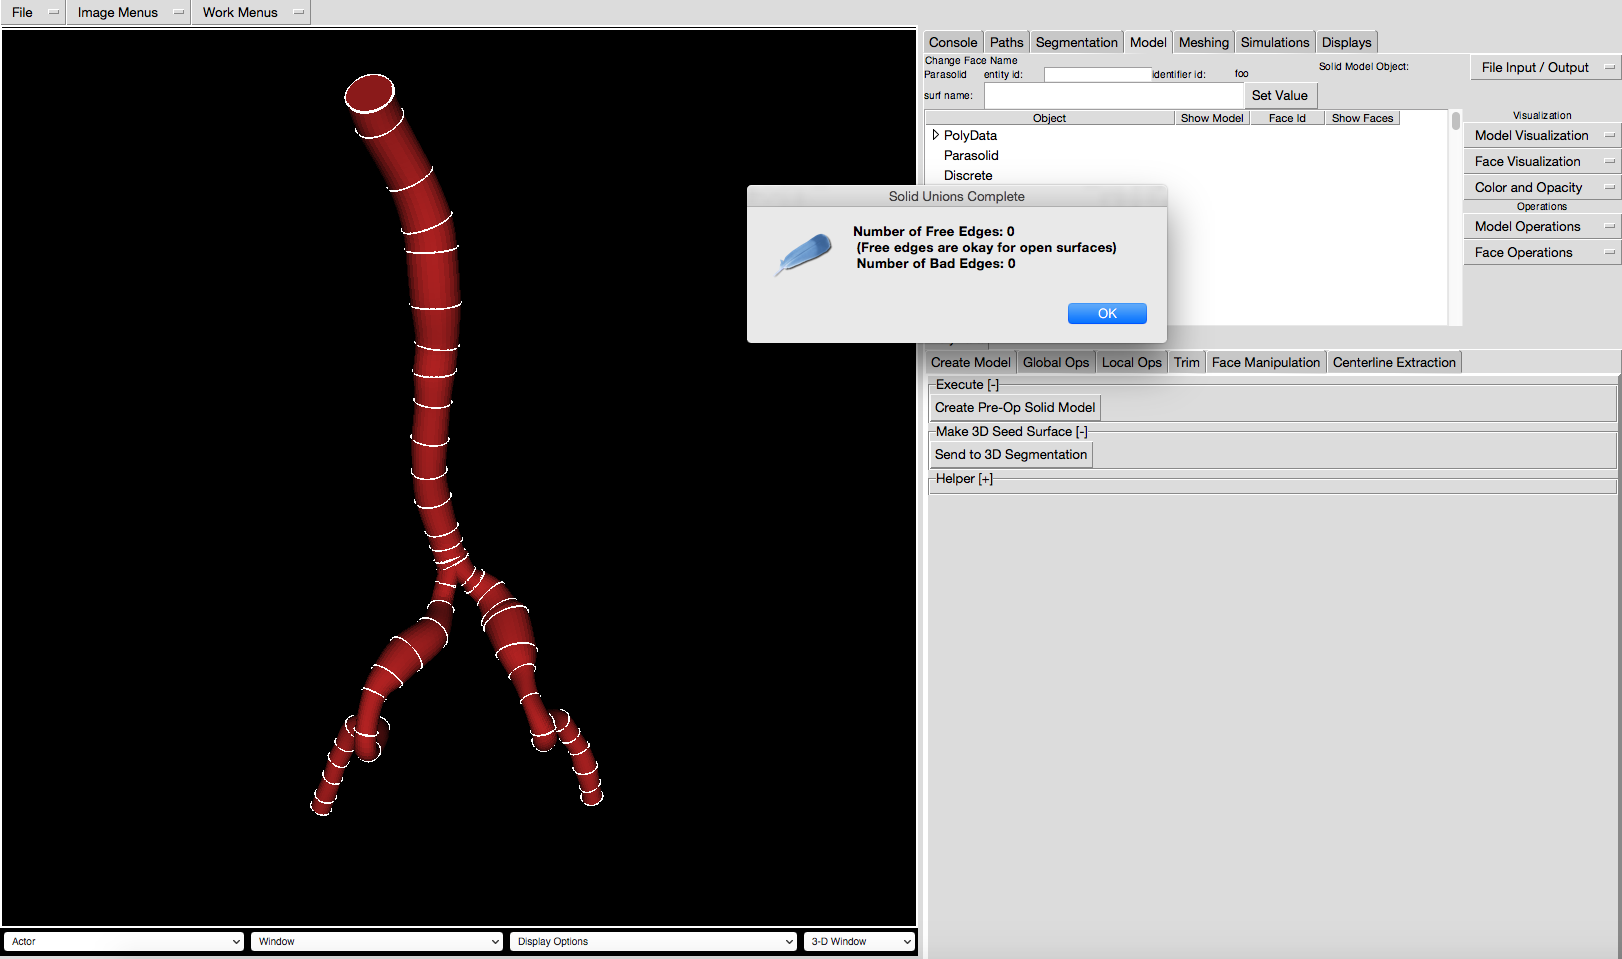 File Image Menus Work Menus
Console Paths Segmentation Model Meshing Simulations Displays
Change Face Name
Parasolid entity id: identifier id: foo Solid Model Object: File Input / Output
surf name: Set Value
Object Show Model Face Id Show Faces
Visualization
PolyData Model Visualization
Parasolid Face Visualization
Discrete Color and Opacity
Solid Unions Complete
Operations
Number of Free Edges: 0
(Free edges are okay for open surfaces)
Number of Bad Edges: 0
OK
Model Operations
Face Operations
Create Model Global Ops Local Ops Trim Face Manipulation Centerline Extraction
Execute [-]
Create Pre-Op Solid Model
Make 3D Seed Surface [-]
Send to 3D Segmentation
Helper [+]
Actor Window Display Options 3-D Window